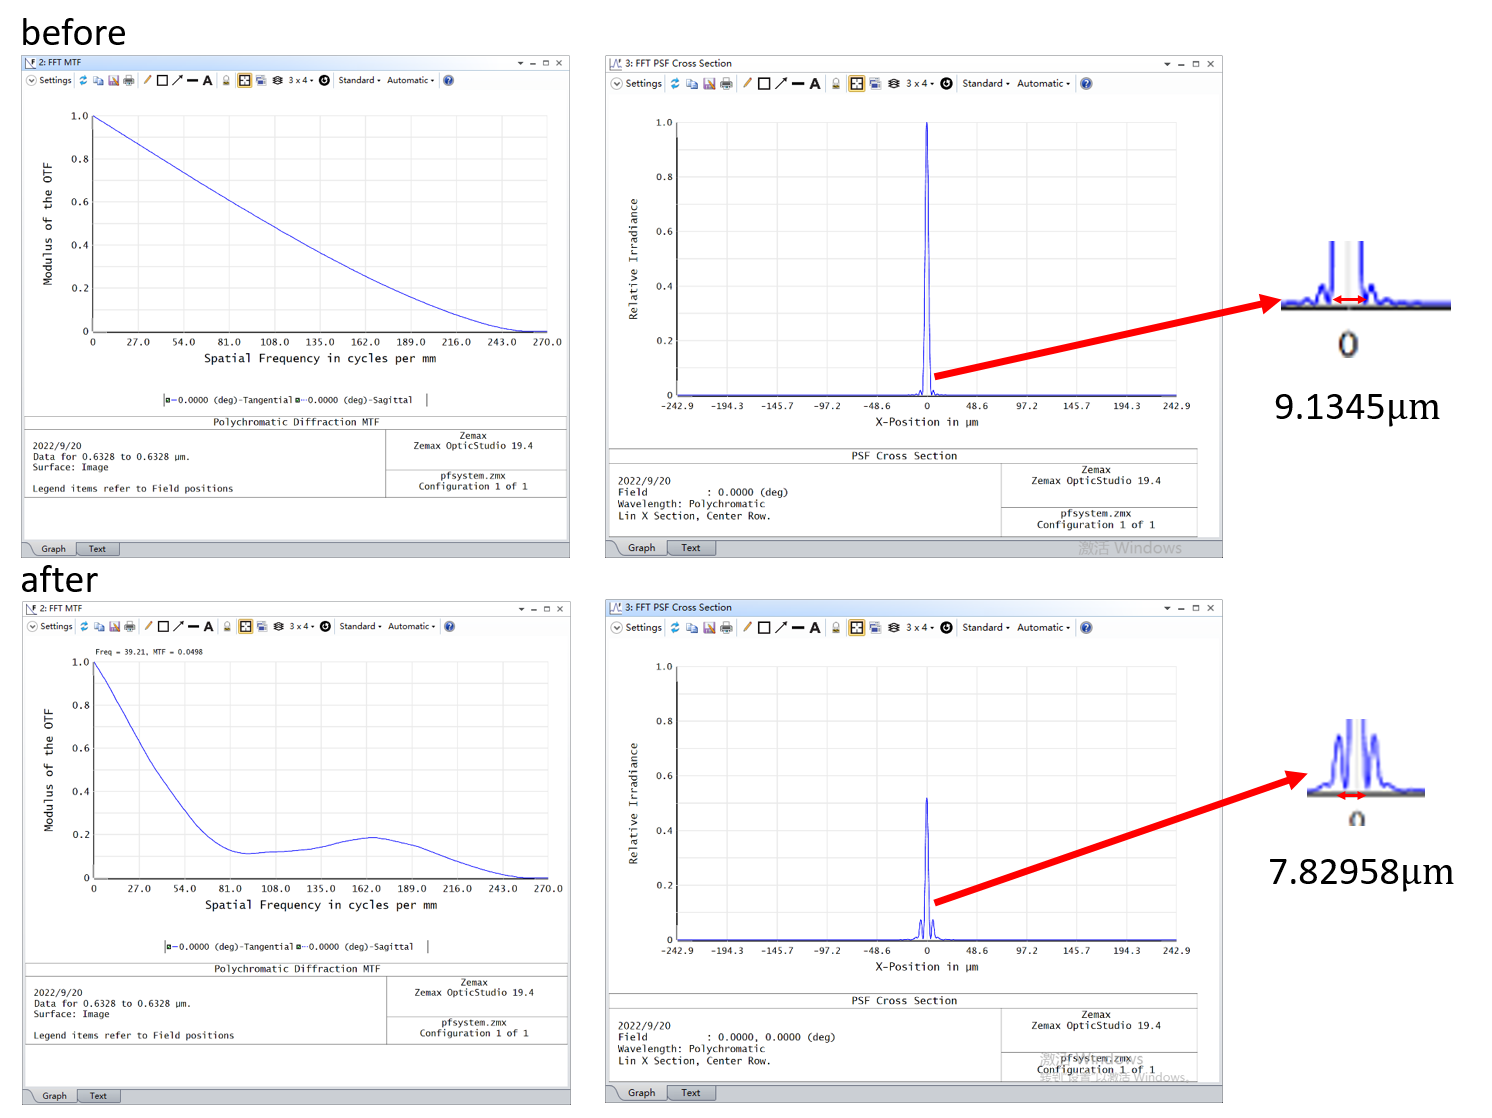 before
2: FFT MTF
Settings
3 x 4
Standard
Automatic
1.0
0.8
0.6
0.4
0.2
0
Modulus of the OTF
0 27.0 54.0 81.0 108.0 135.0 162.0 189.0 216.0 243.0 270.0
Spatial Frequency in cycles per mm
0.0000 (deg)-Tangential 0.0000 (deg)-Sagittal
Polychromatic Diffraction MTF
2022/9/20
Data for 0.6328 to 0.6328 µm.
Surface: Image
Legend items refer to Field positions
Zemax
Zemax OpticStudio 19.4
pfsystem.zmx
Configuration 1 of 1
Graph Text
3: FFT PSF Cross Section
Settings
3 x 4
Standard
Automatic
1.0
0.8
0.6
0.4
0.2
0
Relative Irradiance
-242.9 -194.3 -145.7 -97.2 -48.6 0 48.6 97.2 145.7 194.3 242.9
X-Position in µm
PSF Cross Section
2022/9/20
Field : 0.0000 (deg)
Wavelength: Polychromatic
Lin X Section, Center Row.
Zemax
Zemax OpticStudio 19.4
pfsystem.zmx
Configuration 1 of 1
激活 Windows
Graph Text
0
9.1345μm
after
2: FFT MTF
Settings
3 x 4
Standard
Automatic
Freq = 39.21, MTF = 0.0498
1.0
0.8
0.6
0.4
0.2
0
Modulus of the OTF
0 27.0 54.0 81.0 108.0 135.0 162.0 189.0 216.0 243.0 270.0
Spatial Frequency in cycles per mm
0.0000 (deg)-Tangential 0.0000 (deg)-Sagittal
Polychromatic Diffraction MTF
2022/9/20
Data for 0.6328 to 0.6328 µm.
Surface: Image
Legend items refer to Field positions
Zemax
Zemax OpticStudio 19.4
pfsystem.zmx
Configuration 1 of 1
Graph Text
3: FFT PSF Cross Section
Settings
3 x 4
Standard
Automatic
1.0
0.8
0.6
0.4
0.2
0
Relative Irradiance
-242.9 -194.3 -145.7 -97.2 -48.6 0 48.6 97.2 145.7 194.3 242.9
X-Position in µm
PSF Cross Section
2022/9/20
Field : 0.0000, 0.0000 (deg)
Wavelength: Polychromatic
Lin X Section, Center Row.
Zemax
Zemax OpticStudio 19.4
激活 Windows
pfsystem.zmx
Configuration 1 of 1
转到"设置"以激活 Windows。
Graph Text
0
7.82958μm